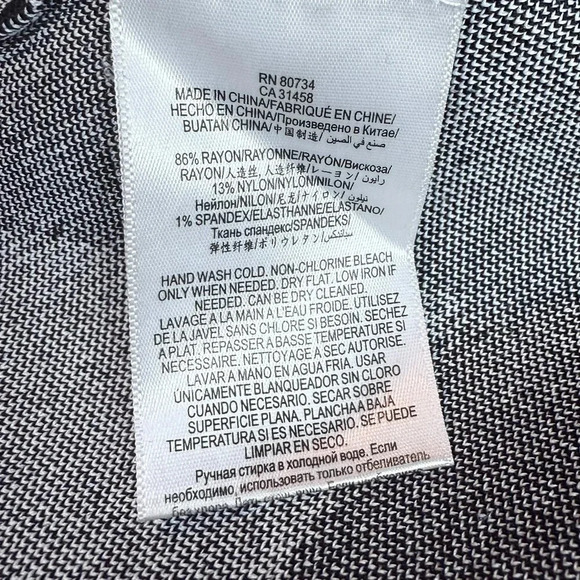 RN 80734
CA 31458
MADE IN CHINA/FABRIQUÉ EN CHINE/
HECHO EN CHINA/Произведено в Китае/
BUATAN CHINA/中国制造/ صنع في الصين/
86% RAYON/RAYONNE/RAYÓN/Вискоза/
RAYON/人造丝, 人造纤维/レーヨン/ رايون/
13% NYLON/NYLON/NILON/
Нейлон/NILON/尼龙/ナイロン/ نيلون/
1% SPANDEX/ELASTHANNE/ELASTANO/
Ткань спандекс/SPANDEKS/
弹性纤维/ポリウレタン/ سباندكس/
HAND WASH COLD. NON-CHLORINE BLEACH
ONLY WHEN NEEDED. DRY FLAT. LOW IRON IF
NEEDED. CAN BE DRY CLEANED.
LAVAGE A LA MAIN A L'EAU FROIDE. UTILISEZ
DE LA JAVEL SANS CHLORE SI BESOIN. SECHEZ
A PLAT. REPASSER A BASSE TEMPERATURE SI
NECESSAIRE. NETTOYAGE A SEC AUTORISE.
LAVAR A MANO EN AGUA FRIA. USAR
ÚNICAMENTE BLANQUEADOR SIN CLORO
CUANDO NECESARIO. SECAR SOBRE
SUPERFICIE PLANA. PLANCHA A BAJA
TEMPERATURA SI ES NECESARIO. SE PUEDE
LIMPIAR EN SECO.
Ручная стирка в холодной воде. Если
необходимо, использовать только отбеливатель